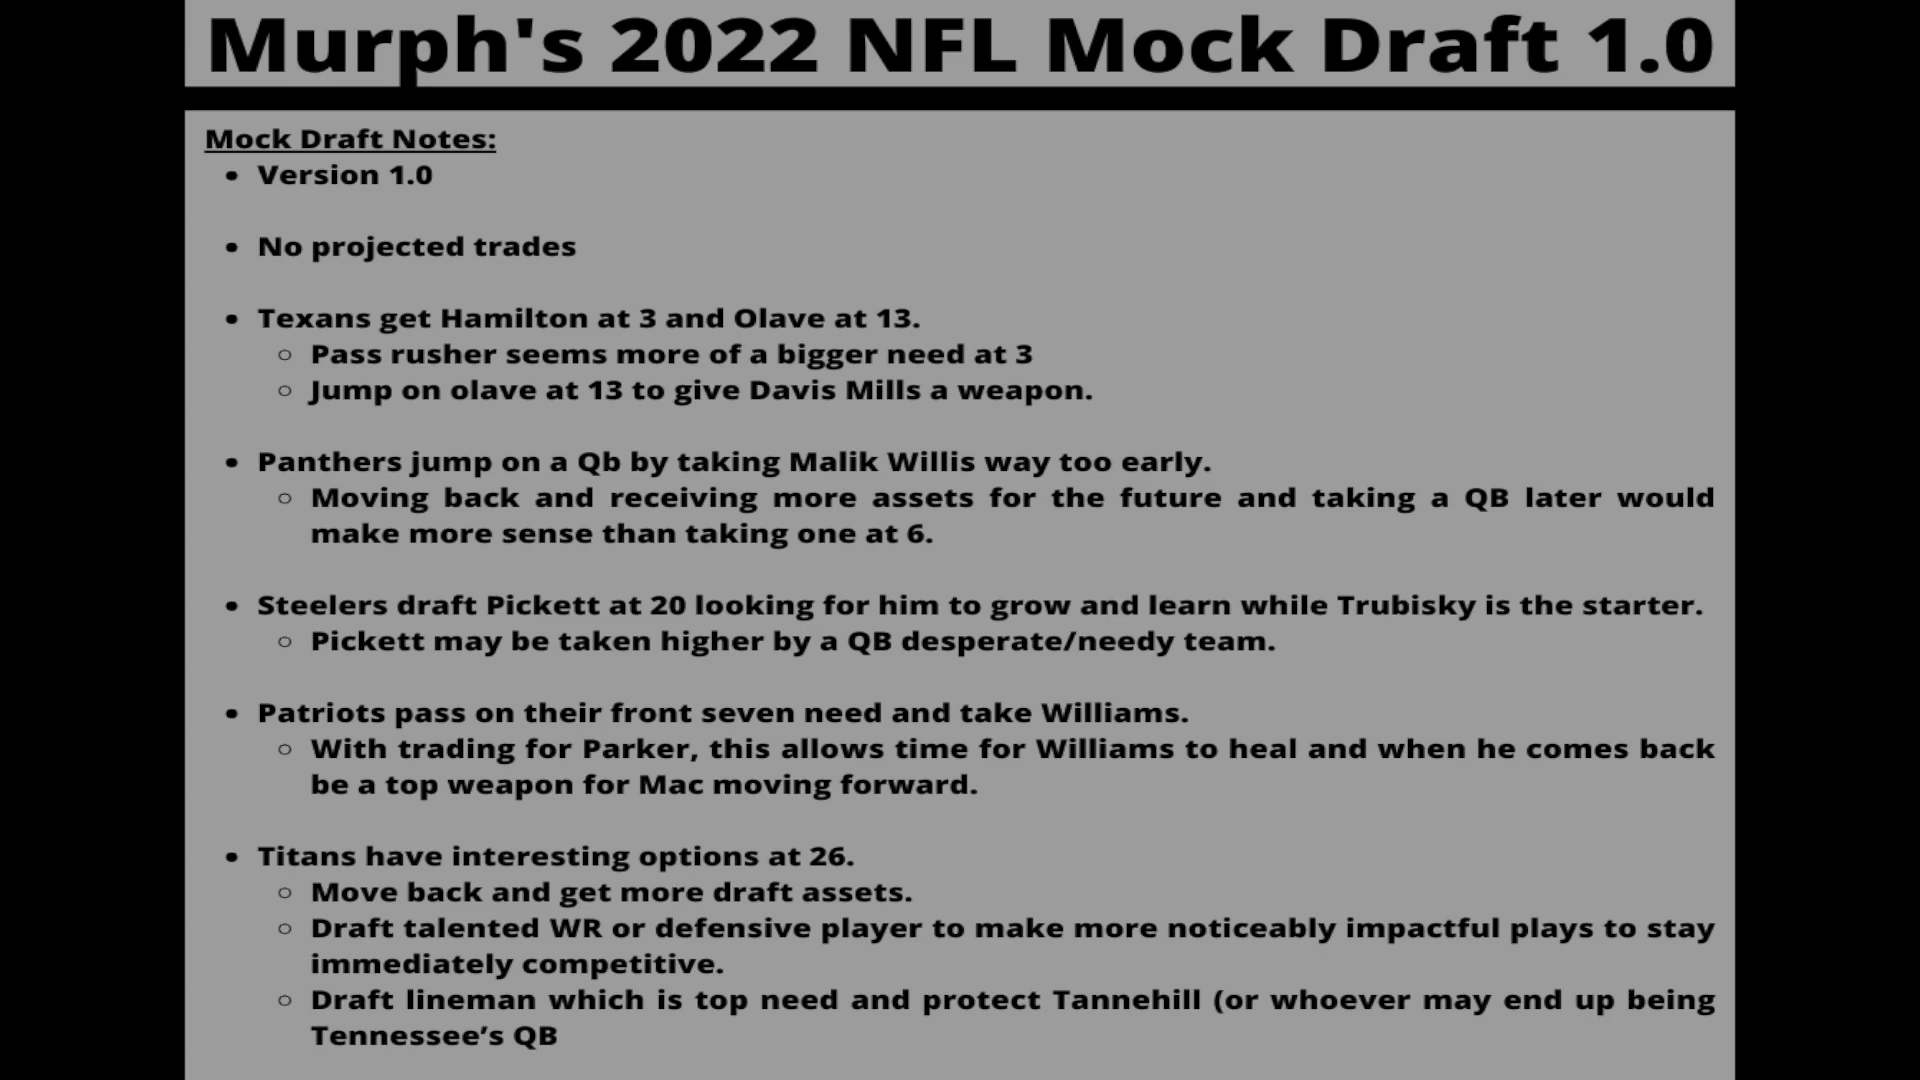 Murph's 2022 NFL Mock Draft 1.0
Mock Draft Notes:
• Version 1.0
• No projected trades
• Texans get Hamilton at 3 and Olave at 13.
○ Pass rusher seems more of a bigger need at 3
○ Jump on olave at 13 to give Davis Mills a weapon.
• Panthers jump on a Qb by taking Malik Willis way too early.
○ Moving back and receiving more assets for the future and taking a QB later would
make more sense than taking one at 6.
• Steelers draft Pickett at 20 looking for him to grow and learn while Trubisky is the starter.
○ Pickett may be taken higher by a QB desperate/needy team.
• Patriots pass on their front seven need and take Williams.
○ With trading for Parker, this allows time for Williams to heal and when he comes back
be a top weapon for Mac moving forward.
• Titans have interesting options at 26.
○ Move back and get more draft assets.
○ Draft talented WR or defensive player to make more noticeably impactful plays to stay
immediately competitive.
○ Draft lineman which is top need and protect Tannehill (or whoever may end up being
Tennessee’s QB